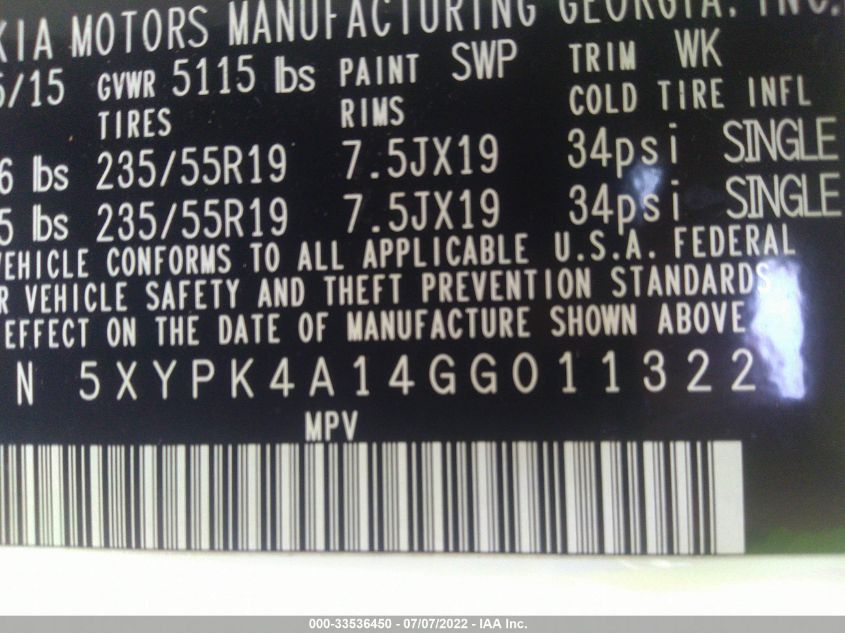 KIA MOTORS MANUFACTURING GEORGIA, INC.
5/15 GVWR 5115 lbs PAINT SWP TRIM WK
TIRES RIMS COLD TIRE INFL
6 lbs 235/55R19 7.5JX19 34psi SINGLE
5 lbs 235/55R19 7.5JX19 34psi SINGLE
VEHICLE CONFORMS TO ALL APPLICABLE U.S.A. FEDERAL
R VEHICLE SAFETY AND THEFT PREVENTION STANDARDS
EFFECT ON THE DATE OF MANUFACTURE SHOWN ABOVE
N 5XYPK4A14GG011322
MPV
000-33536450 - 07/07/2022 - IAA Inc.